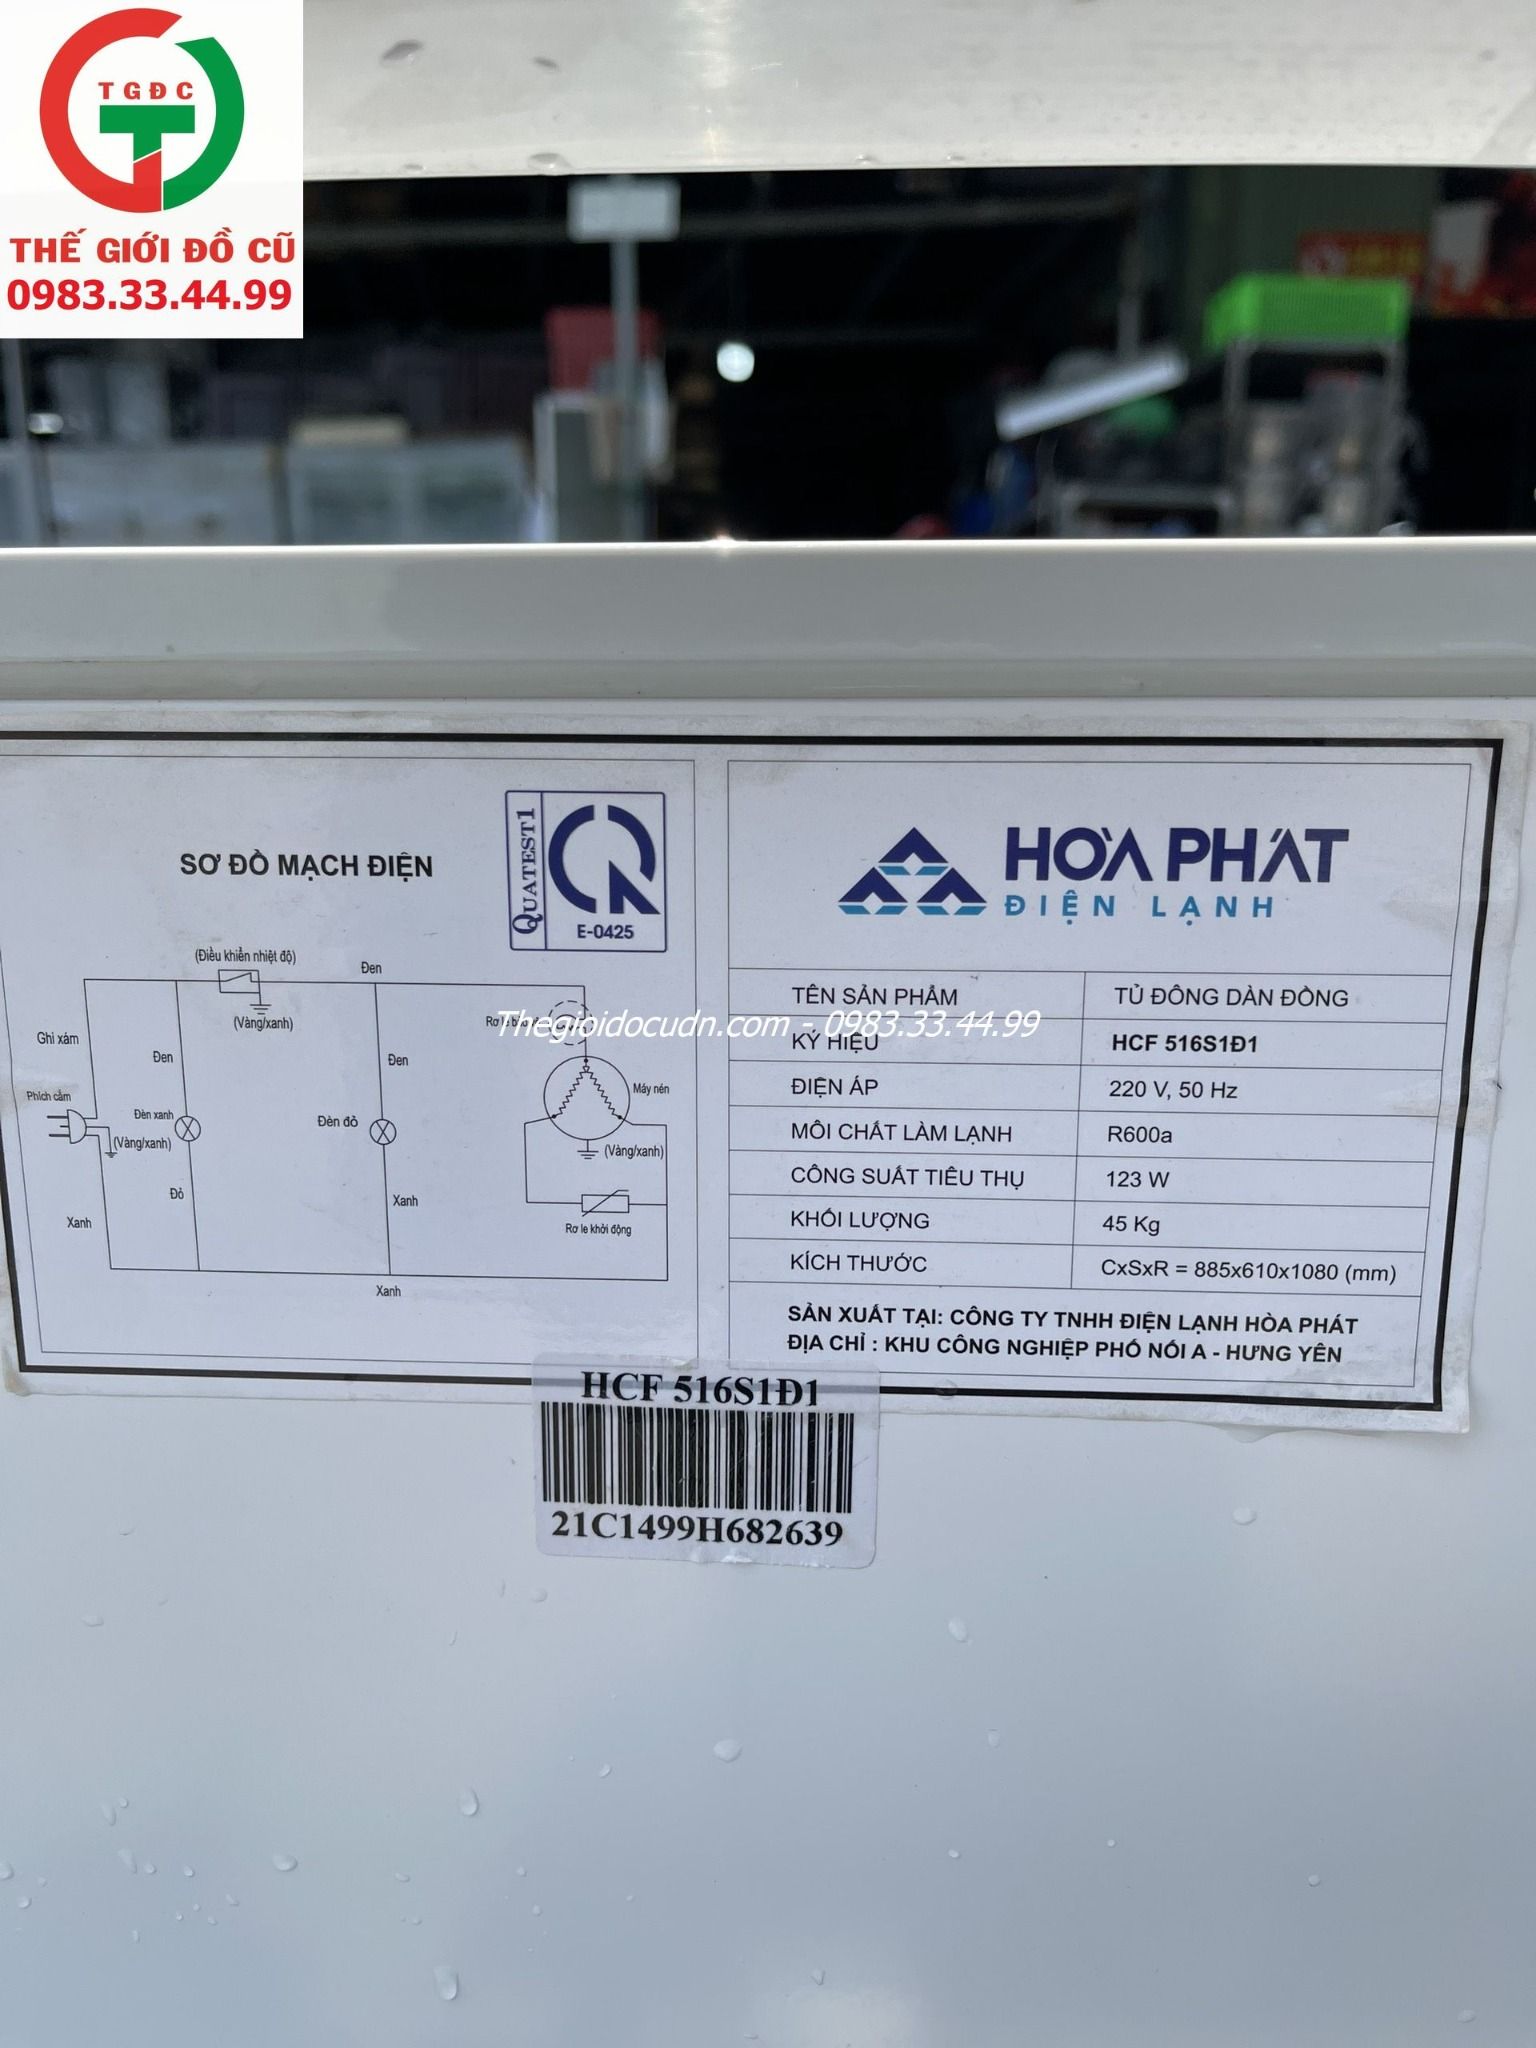 TGĐC
THẾ GIỚI ĐỒ CŨ
0983.33.44.99
SƠ ĐỒ MẠCH ĐIỆN
QUATEST1
E-0425
(Điều khiển nhiệt độ)
Đen
(Vàng/xanh)
Ghi xám
Đen
Đen
Phích cắm
Đèn xanh
(Vàng/xanh)
Đèn đỏ
Máy nén
(Vàng/xanh)
Đỏ
Xanh
Xanh
Rơ le khởi động
Xanh
Rơ le
HÒA PHÁT
ĐIỆN LẠNH
TÊN SẢN PHẨM TỦ ĐÔNG DÀN ĐỒNG
KÝ HIỆU HCF 516S1Đ1
ĐIỆN ÁP 220 V, 50 Hz
MÔI CHẤT LÀM LẠNH R600a
CÔNG SUẤT TIÊU THỤ 123 W
KHỐI LƯỢNG 45 Kg
KÍCH THƯỚC CxSxR = 885x610x1080 (mm)
SẢN XUẤT TẠI: CÔNG TY TNHH ĐIỆN LẠNH HÒA PHÁT
ĐỊA CHỈ : KHU CÔNG NGHIỆP PHỐ NỐI A - HƯNG YÊN
Thegioidocudn.com - 0983.33.44.99
HCF 516S1Đ1
21C1499H682639